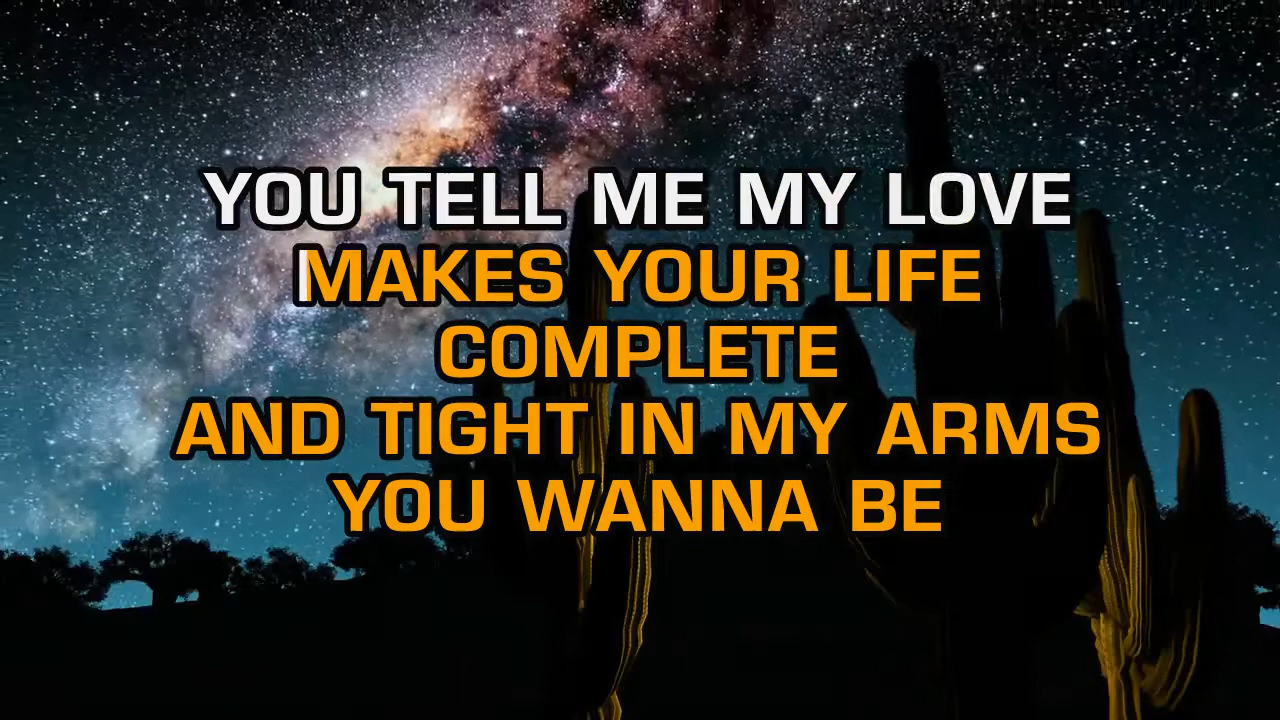 YOU TELL ME MY LOVE
MAKES YOUR LIFE
COMPLETE
AND TIGHT IN MY ARMS
YOU WANNA BE